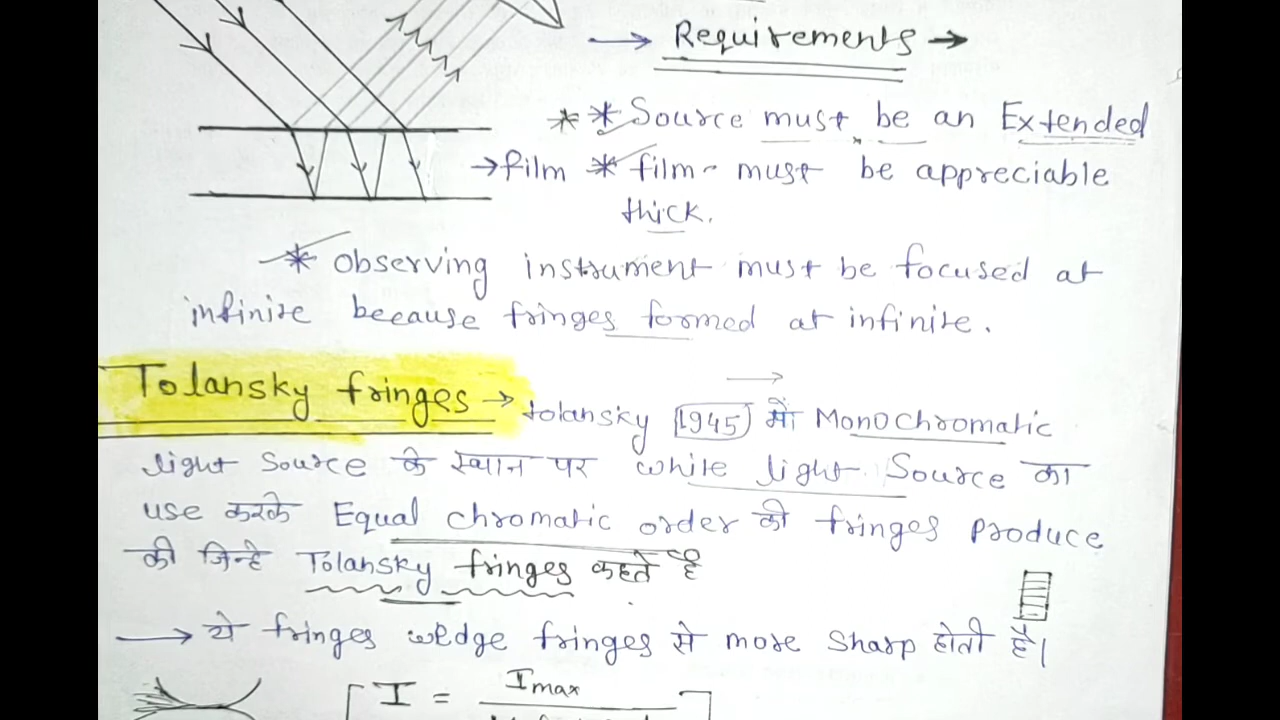 → Requirements →
* * Source must be an Extended
→ film * film must be appreciable
thick.
* observing instrument must be focused at
infinite because fringes formed at infinite.
Tolansky fringes → tolansky 1945 में Monochromatic
light source के स्थान पर white light source का
use करके Equal chromatic order की fringes produce
की जिन्हे Tolansky fringes कहते है
→ ये fringes wedge fringes से more sharp होती है।
[ I = Imax ]